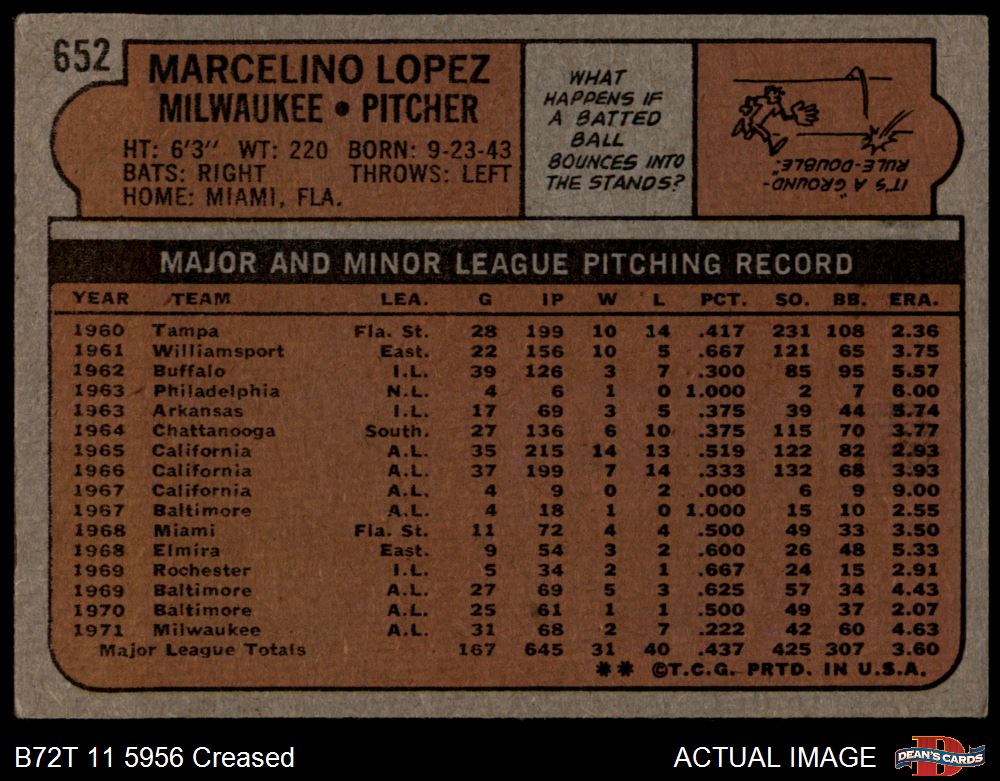 652
MARCELINO LOPEZ
MILWAUKEE • PITCHER
HT: 6'3" WT: 220 BORN: 9-23-43
BATS: RIGHT THROWS: LEFT
HOME: MIAMI, FLA.
WHAT
HAPPENS IF
A BATTED
BALL
BOUNCES INTO
THE STANDS?
IT'S A "GROUND-
RULE-DOUBLE."
MAJOR AND MINOR LEAGUE PITCHING RECORD
YEAR TEAM LEA. G IP W L PCT. SO. BB. ERA.
1960 Tampa Fla. St. 28 199 10 14 .417 231 108 2.36
1961 Williamsport East. 22 156 10 5 .667 121 65 3.75
1962 Buffalo I.L. 39 126 3 7 .300 85 95 5.57
1963 Philadelphia N.L. 4 6 1 0 1.000 2 7 6.00
1963 Arkansas I.L. 17 69 3 5 .375 39 44 5.74
1964 Chattanooga South. 27 136 6 10 .375 115 70 3.77
1965 California A.L. 35 215 14 13 .519 122 82 2.93
1966 California A.L. 37 199 7 14 .333 132 68 3.93
1967 California A.L. 4 9 0 2 .000 6 9 9.00
1967 Baltimore A.L. 4 18 1 0 1.000 15 10 2.55
1968 Miami Fla. St. 11 72 4 4 .500 49 33 3.50
1968 Elmira East. 9 54 3 2 .600 26 48 5.33
1969 Rochester I.L. 5 34 2 1 .667 24 15 2.91
1969 Baltimore A.L. 27 69 5 3 .625 57 34 4.43
1970 Baltimore A.L. 25 61 1 1 .500 49 37 2.07
1971 Milwaukee A.L. 31 68 2 7 .222 42 60 4.63
Major League Totals 167 645 31 40 .437 425 307 3.60
** ©T.C.G. PRTD. IN U.S.A.
B72T 11 5956 Creased
ACTUAL IMAGE
D
DEAN'S CARDS